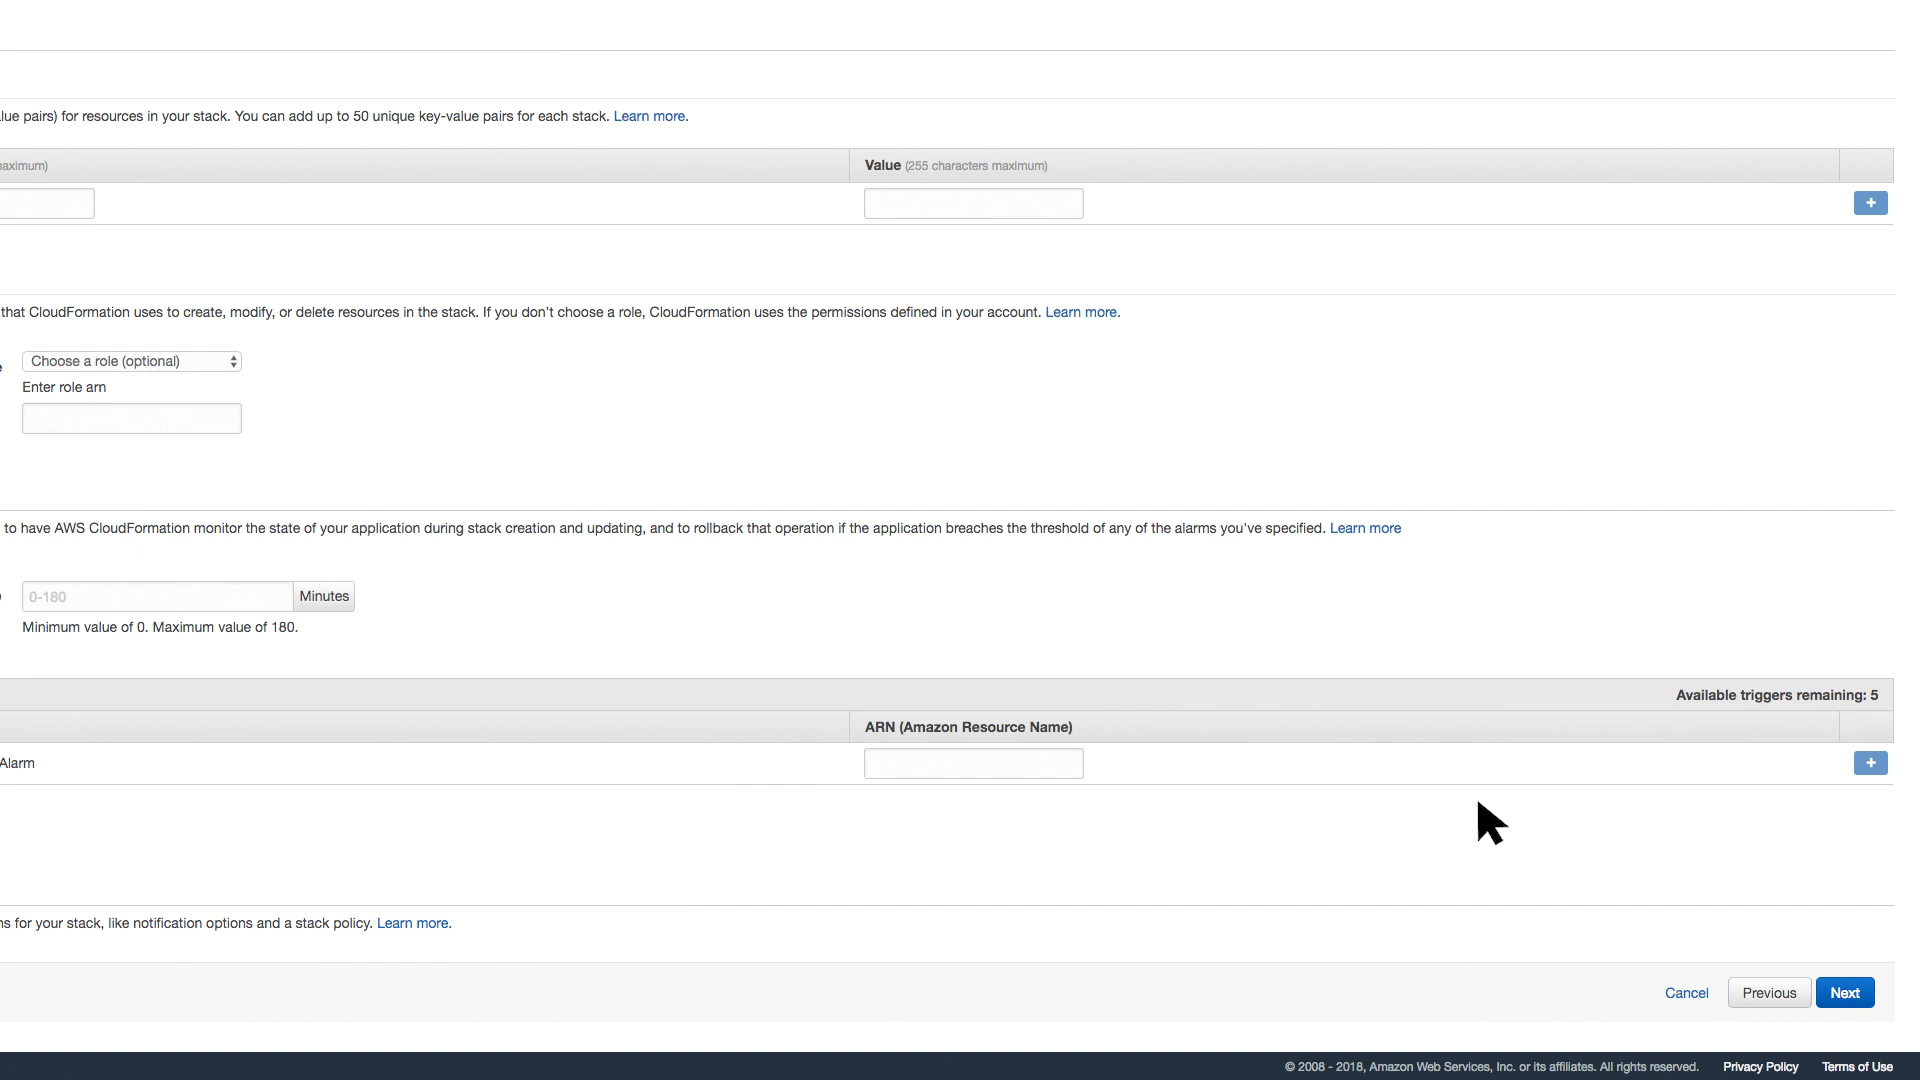 lue pairs) for resources in your stack. You can add up to 50 unique key-value pairs for each stack. Learn more.
maximum) Value (255 characters maximum)
+
that CloudFormation uses to create, modify, or delete resources in the stack. If you don't choose a role, CloudFormation uses the permissions defined in your account. Learn more.
Choose a role (optional)
Enter role arn
to have AWS CloudFormation monitor the state of your application during stack creation and updating, and to rollback that operation if the application breaches the threshold of any of the alarms you've specified. Learn more
0-180 Minutes
Minimum value of 0. Maximum value of 180.
Available triggers remaining: 5
ARN (Amazon Resource Name)
Alarm +
ns for your stack, like notification options and a stack policy. Learn more.
Cancel Previous Next
© 2008 - 2018, Amazon Web Services, Inc. or its affiliates. All rights reserved. Privacy Policy Terms of Use